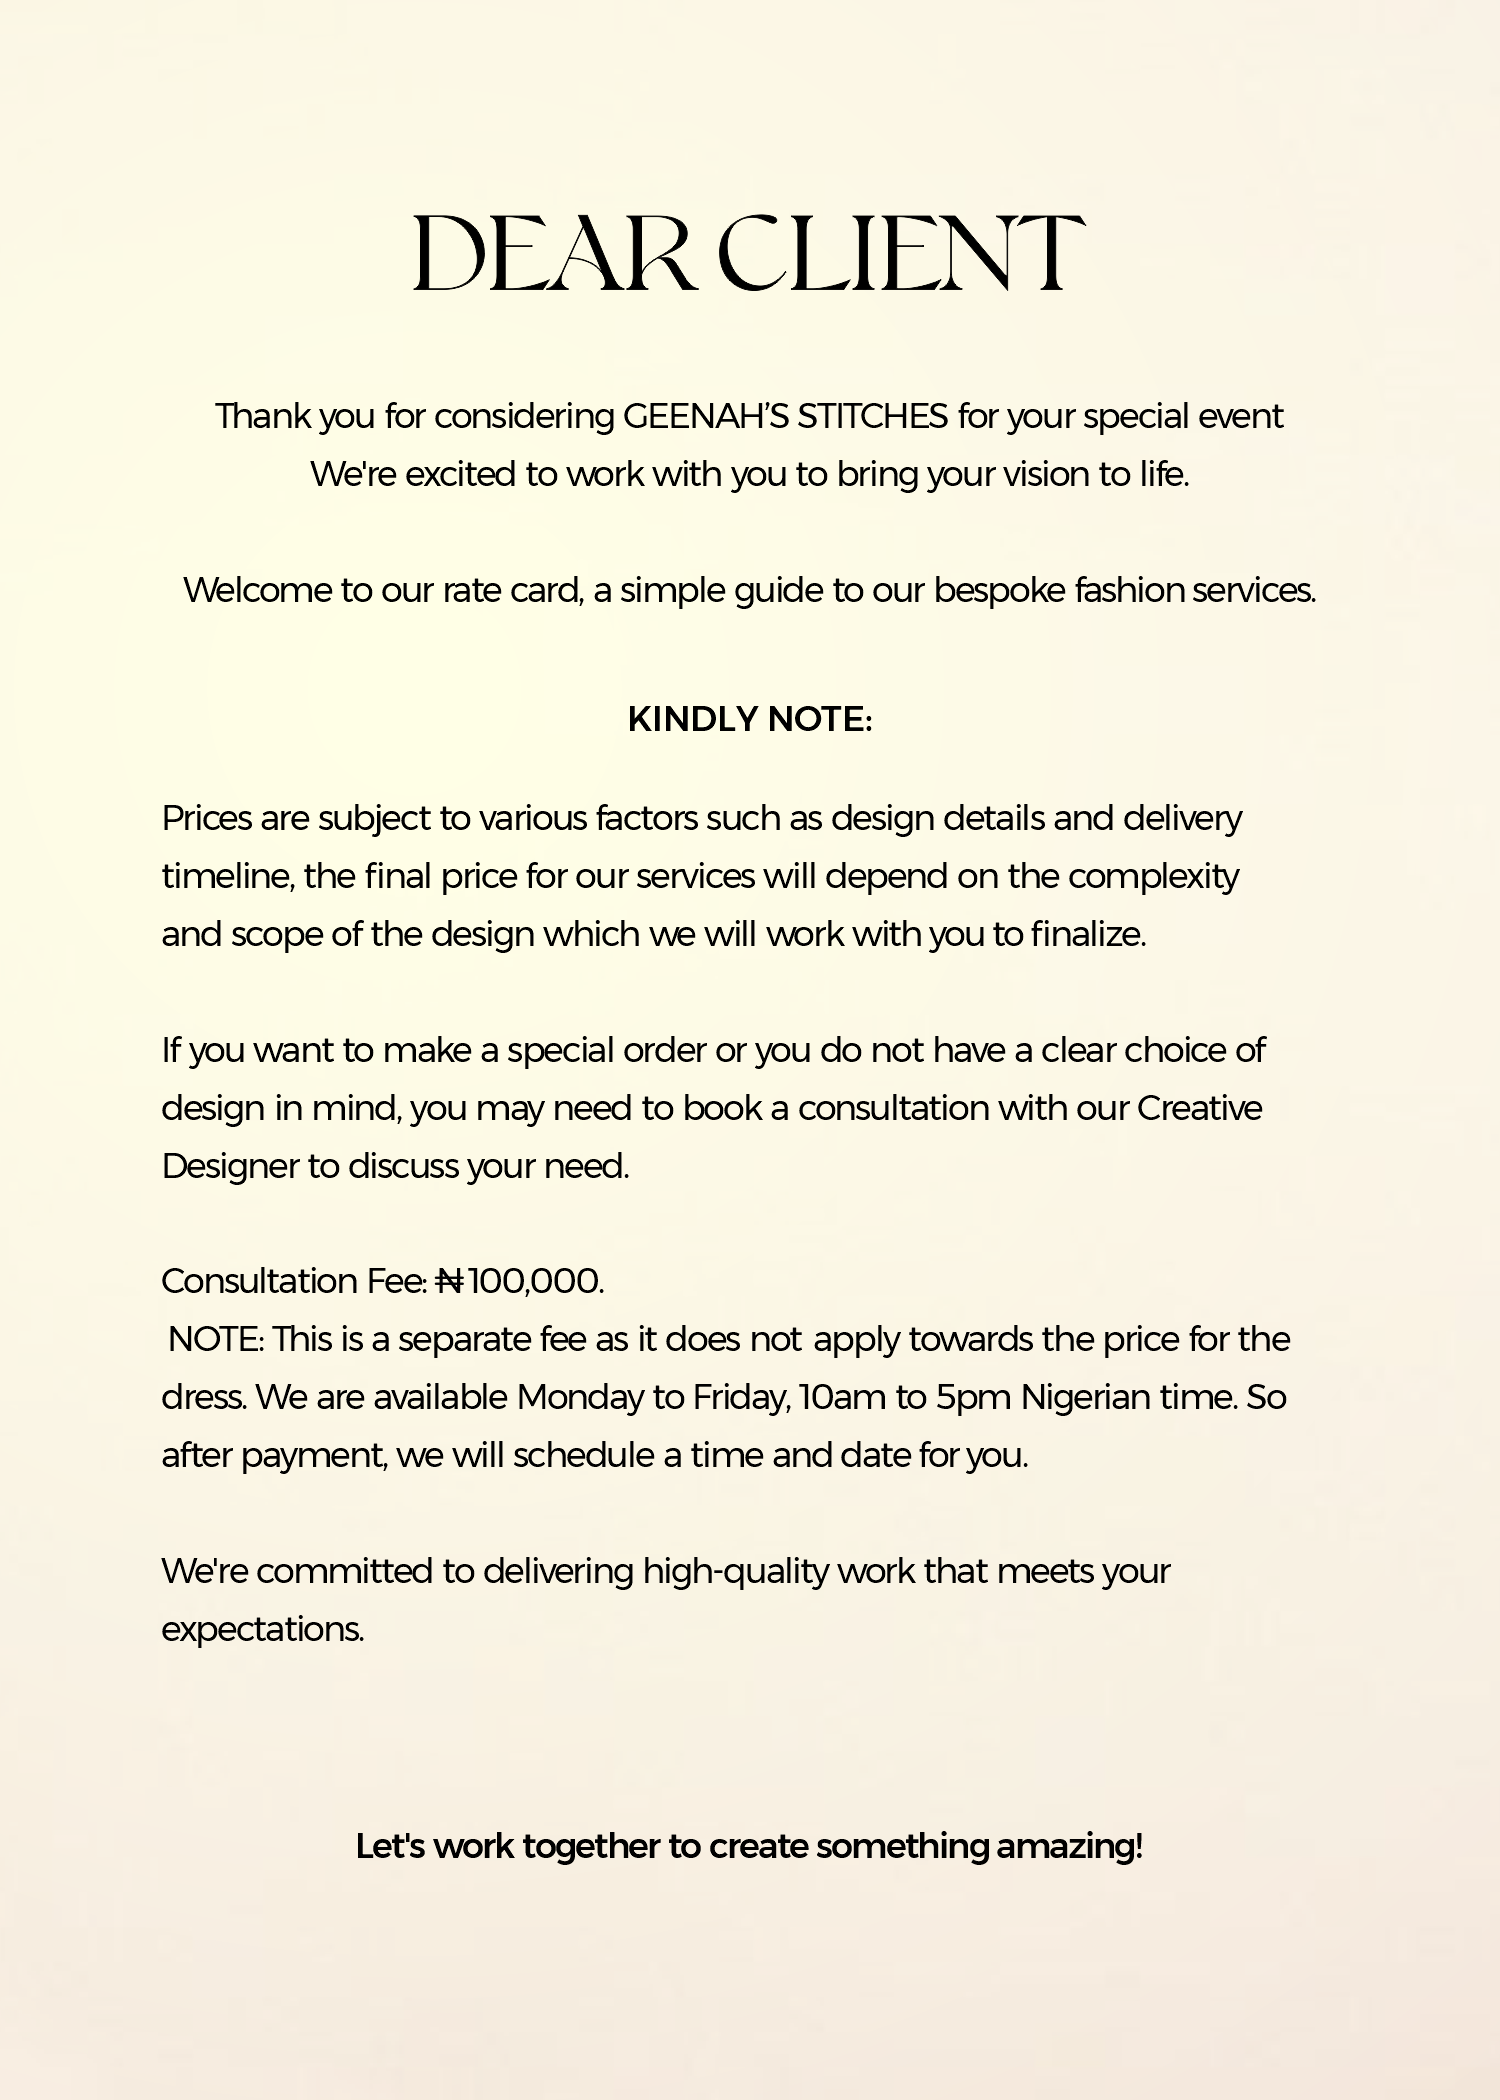 DEAR CLIENT
Thank you for considering GEENAH’S STITCHES for your special event
We're excited to work with you to bring your vision to life.
Welcome to our rate card, a simple guide to our bespoke fashion services.
KINDLY NOTE:
Prices are subject to various factors such as design details and delivery
timeline, the final price for our services will depend on the complexity
and scope of the design which we will work with you to finalize.
If you want to make a special order or you do not have a clear choice of
design in mind, you may need to book a consultation with our Creative
Designer to discuss your need.
Consultation Fee: ₦100,000.
NOTE: This is a separate fee as it does not apply towards the price for the
dress. We are available Monday to Friday, 10am to 5pm Nigerian time. So
after payment, we will schedule a time and date for you.
We're committed to delivering high-quality work that meets your
expectations.
Let's work together to create something amazing!